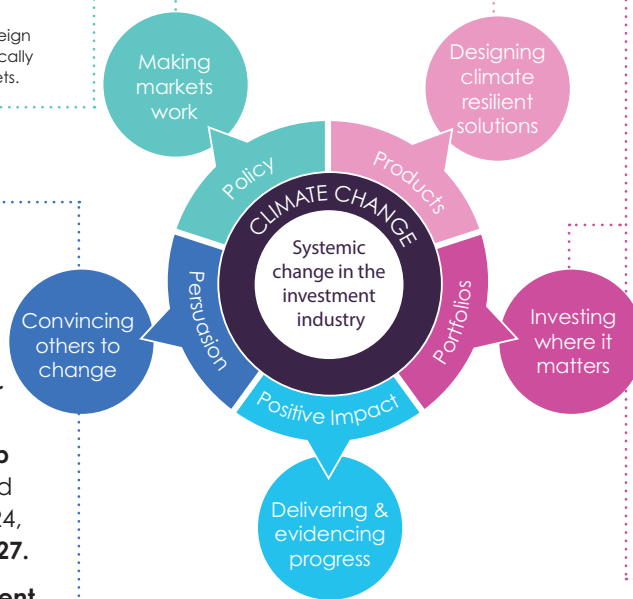 eign
cally
ets.
Making
markets
work
Designing
climate
resilient
solutions
Policy
Products
CLIMATE CHANGE
Systemic
change in the
investment
industry
Persuasion
Portfolios
Convincing
others to
change
Investing
where it
matters
Positive Impact
d
24,
27.
Delivering &
evidencing
progress
ent